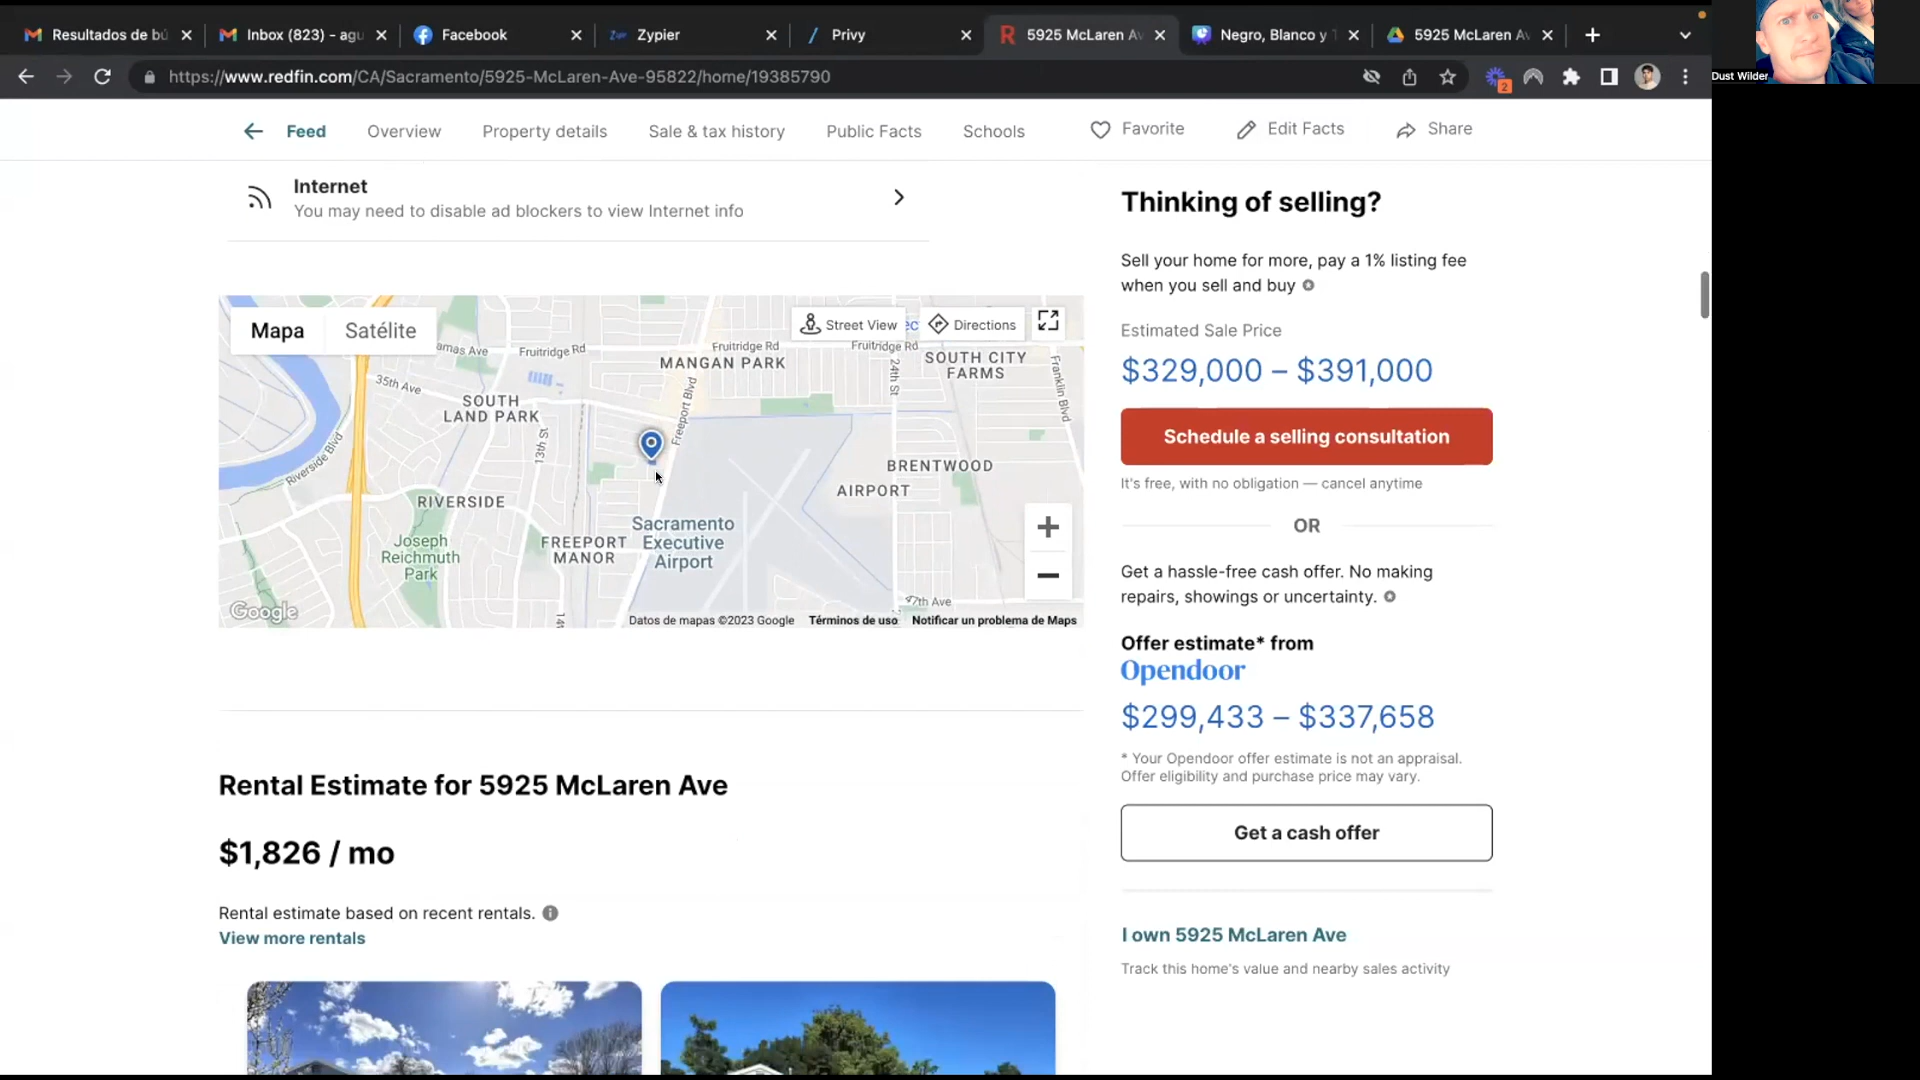 Resultados de bú
Inbox (823) - agu
Facebook
Zypier
Privy
5925 McLaren Av
Negro, Blanco y T
5925 McLaren Av
https://www.redfin.com/CA/Sacramento/5925-McLaren-Ave-95822/home/19385790
2
Dust Wilder
Feed
Overview
Property details
Sale & tax history
Public Facts
Schools
Favorite
Edit Facts
Share
Internet
You may need to disable ad blockers to view Internet info
Mapa
Satélite
Street View
Directions
amas Ave
Fruitridge Rd
Fruitridge Rd
Fruitridge Rd
MANGAN PARK
SOUTH CITY
FARMS
35th Ave
SOUTH
LAND PARK
24th St
Franklin Blvd
Freeport Blvd
13th St
Riverside Blvd
BRENTWOOD
AIRPORT
RIVERSIDE
Sacramento
Executive
Airport
FREEPORT
MANOR
Joseph
Reichmuth
Park
47th Ave
Google
Datos de mapas ©2023 Google
Términos de uso
Notificar un problema de Maps
Rental Estimate for 5925 McLaren Ave
$1,826 / mo
Rental estimate based on recent rentals.
View more rentals
Thinking of selling?
Sell your home for more, pay a 1% listing fee
when you sell and buy
Estimated Sale Price
$329,000 – $391,000
Schedule a selling consultation
It's free, with no obligation — cancel anytime
OR
Get a hassle-free cash offer. No making
repairs, showings or uncertainty.
Offer estimate* from
Opendoor
$299,433 – $337,658
* Your Opendoor offer estimate is not an appraisal.
Offer eligibility and purchase price may vary.
Get a cash offer
I own 5925 McLaren Ave
Track this home's value and nearby sales activity